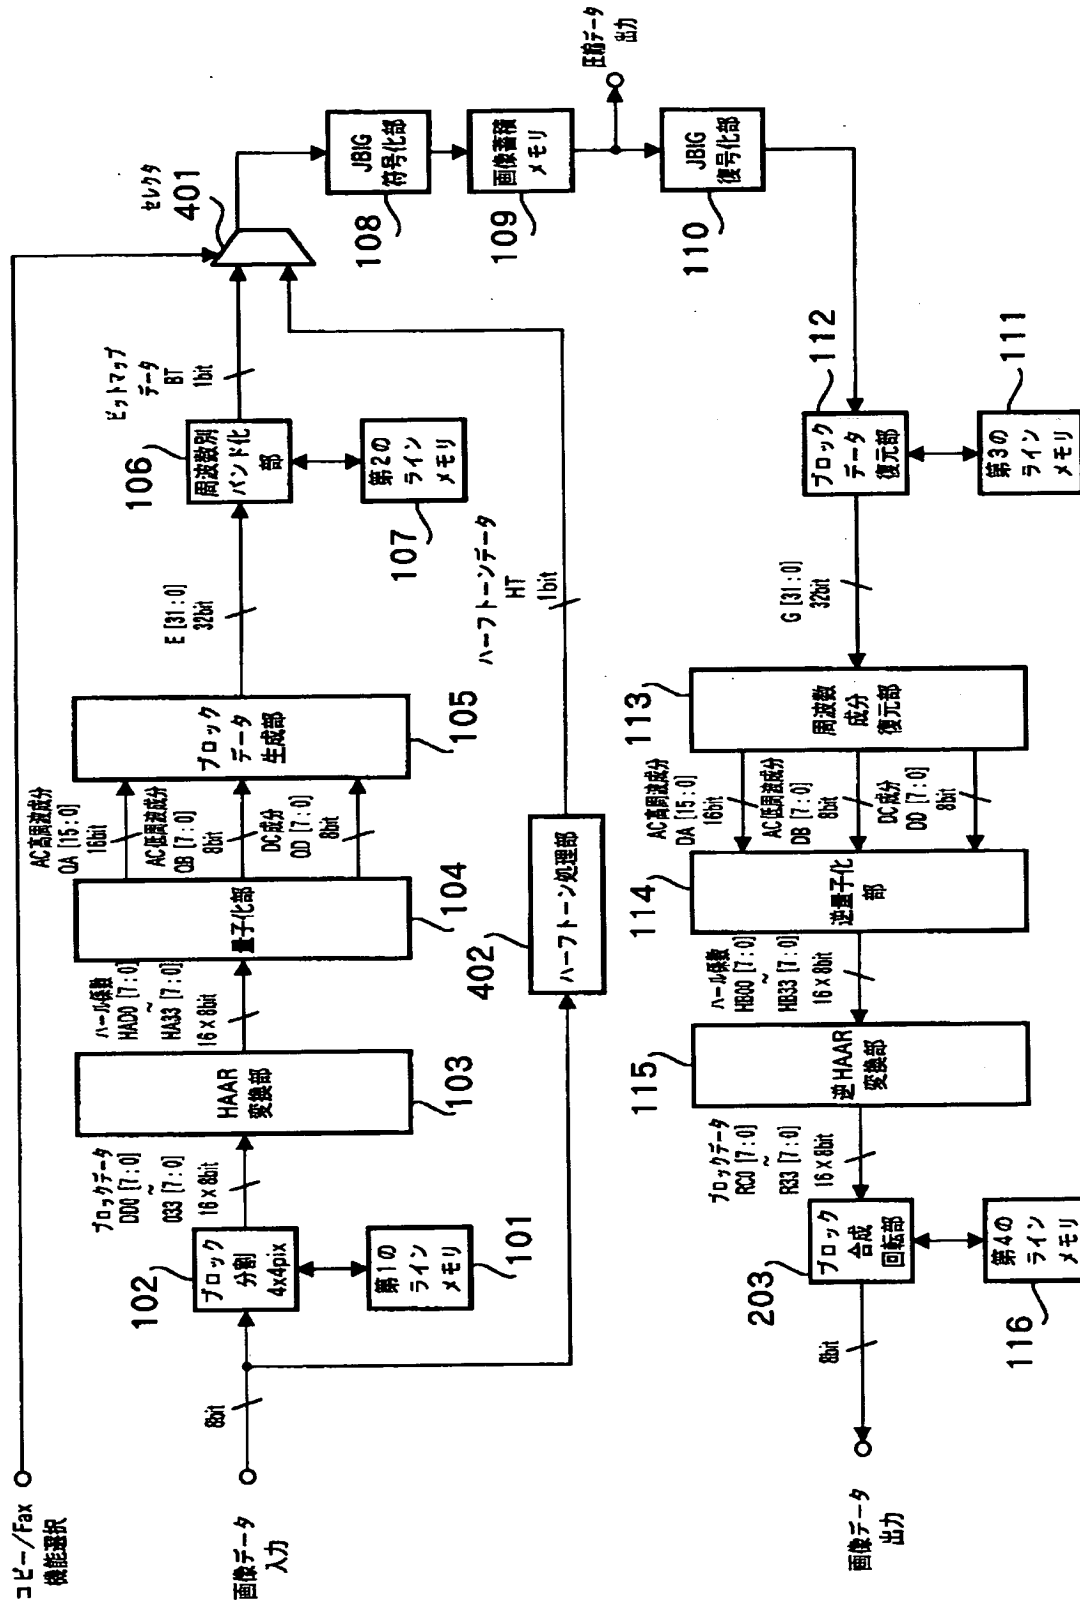 コピー/Fax
機能選択
画像データ
入力
8bit
102
ブロック
分割
4x4pix
第1の
ライン
メモリ
101
ブロックデータ
DD0 [7:0]
~
033 [7:0]
16×8bit
HAAR
変換部
103
ハール係数
HAD0 [7:0]
~
HA33 [7:0]
16×8bit
量子化部
104
AC高周波成分
QA [15:0]
16bit
AC低周波成分
QB [7:0]
8bit
DC成分
QD [7:0]
8bit
ブロック
データ
生成部
105
E [31:0]
32bit
106
周波数別
バンド化
部
第2の
ライン
メモリ
107
ビットマップ
データ
BT
1bit
セレクタ
401
402
ハーフトーン処理部
ハーフトーンデータ
HT
1bit
JBIG
符号化部
108
画像蓄積
メモリ
109
圧縮データ
出力
JBIG
復号化部
110
112
ブロック
データ
復元部
第3の
ライン
メモリ
111
G [31:0]
32bit
113
周波数
成分
復元部
AC高周波成分
DA [15:0]
16bit
AC低周波成分
DB [7:0]
8bit
DC成分
DD [7:0]
8bit
114
逆量子化
部
ハール係数
HB00 [7:0]
~
HB33 [7:0]
16×8bit
115
逆HAAR
変換部
ブロックデータ
RC0 [7:0]
~
R33 [7:0]
16×8bit
203
ブロック
合成
回転部
第4の
ライン
メモリ
116
8bit
画像データ
出力